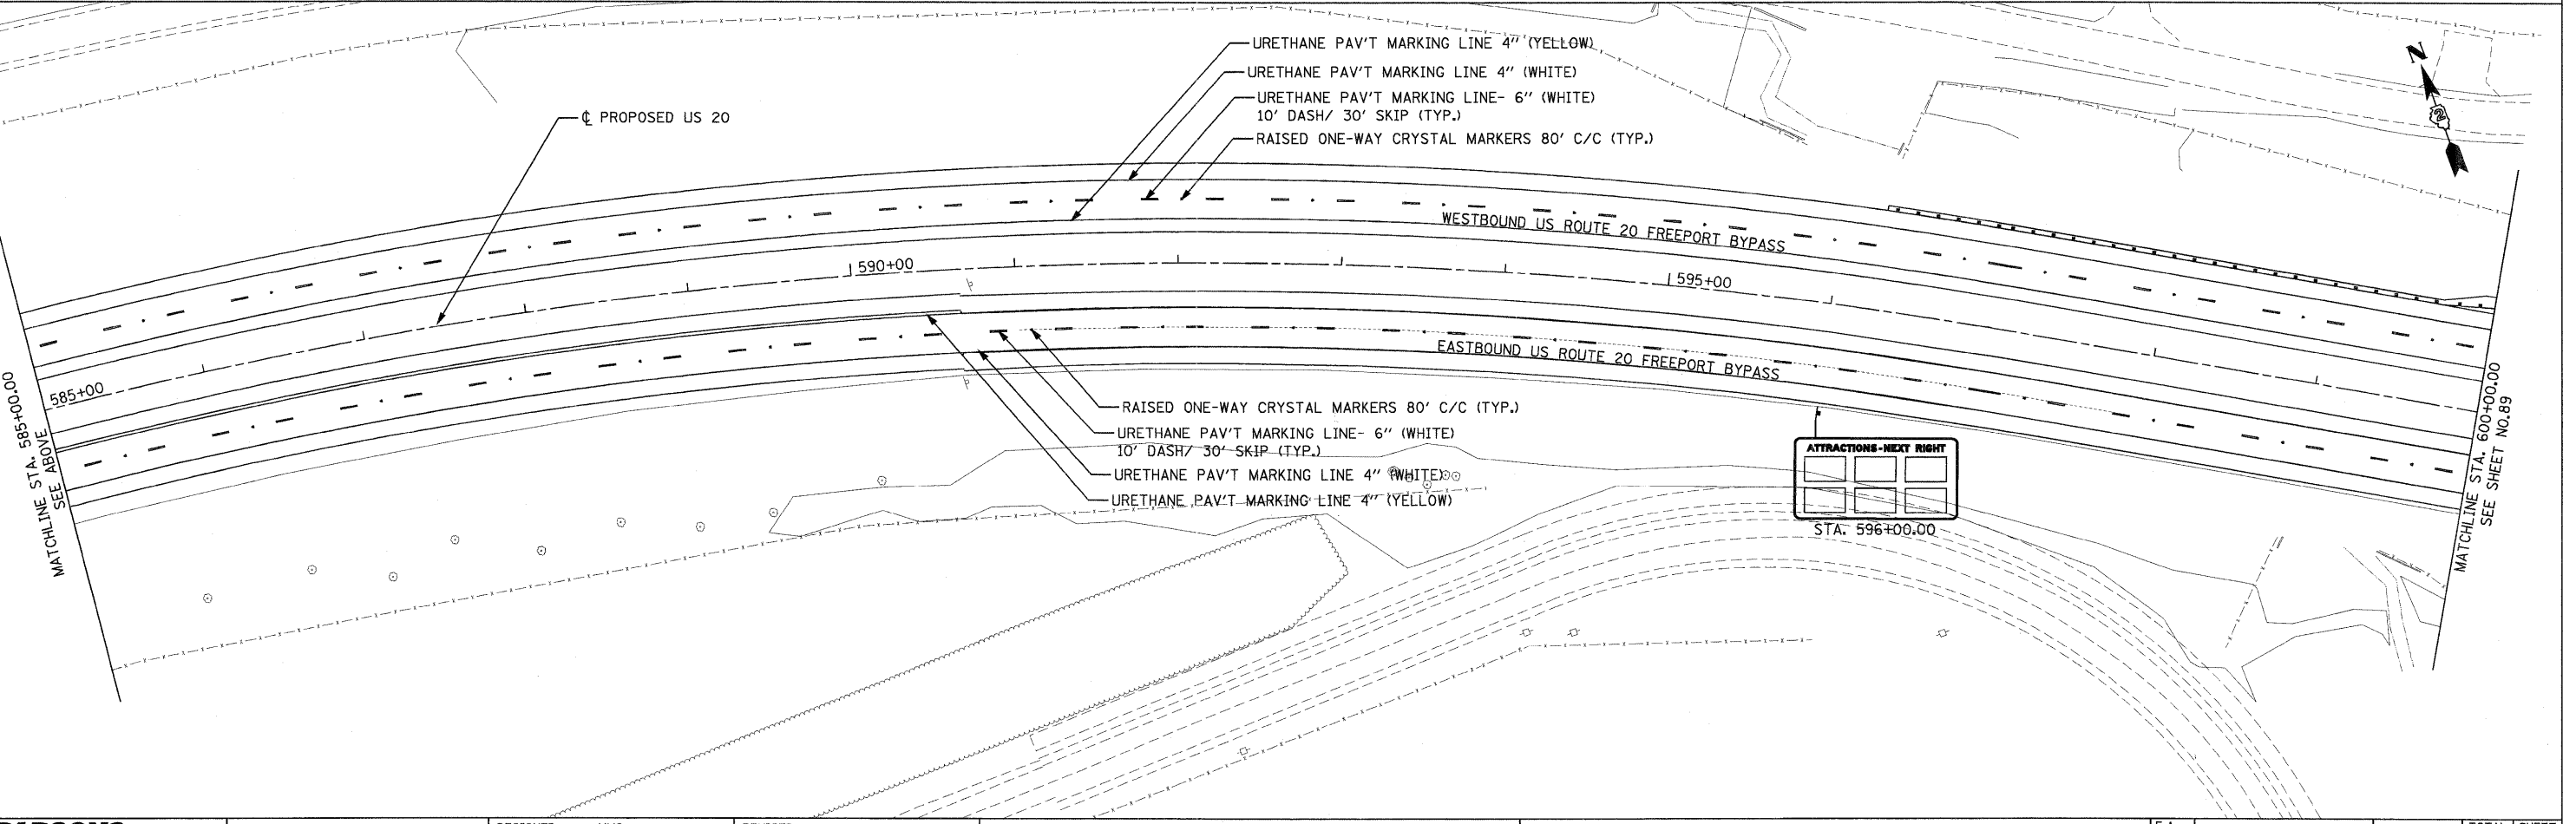 URETHANE PAV'T MARKING LINE 4" (YELLOW)
URETHANE PAV'T MARKING LINE 4" (WHITE)
URETHANE PAV'T MARKING LINE- 6" (WHITE)
10' DASH/ 30' SKIP (TYP.)
RAISED ONE-WAY CRYSTAL MARKERS 80' C/C (TYP.)
℄ PROPOSED US 20
N
2
WESTBOUND US ROUTE 20 FREEPORT BYPASS
590+00
595+00
585+00
EASTBOUND US ROUTE 20 FREEPORT BYPASS
MATCHLINE STA. 585+00.00
SEE ABOVE
RAISED ONE-WAY CRYSTAL MARKERS 80' C/C (TYP.)
URETHANE PAV'T MARKING LINE- 6" (WHITE)
10' DASH/ 30' SKIP (TYP.)
URETHANE PAV'T MARKING LINE 4" (WHITE)
URETHANE PAV'T MARKING LINE 4" (YELLOW)
ATTRACTIONS-NEXT RIGHT
STA. 596+00.00
MATCHLINE STA. 600+00.00
SEE SHEET NO.89